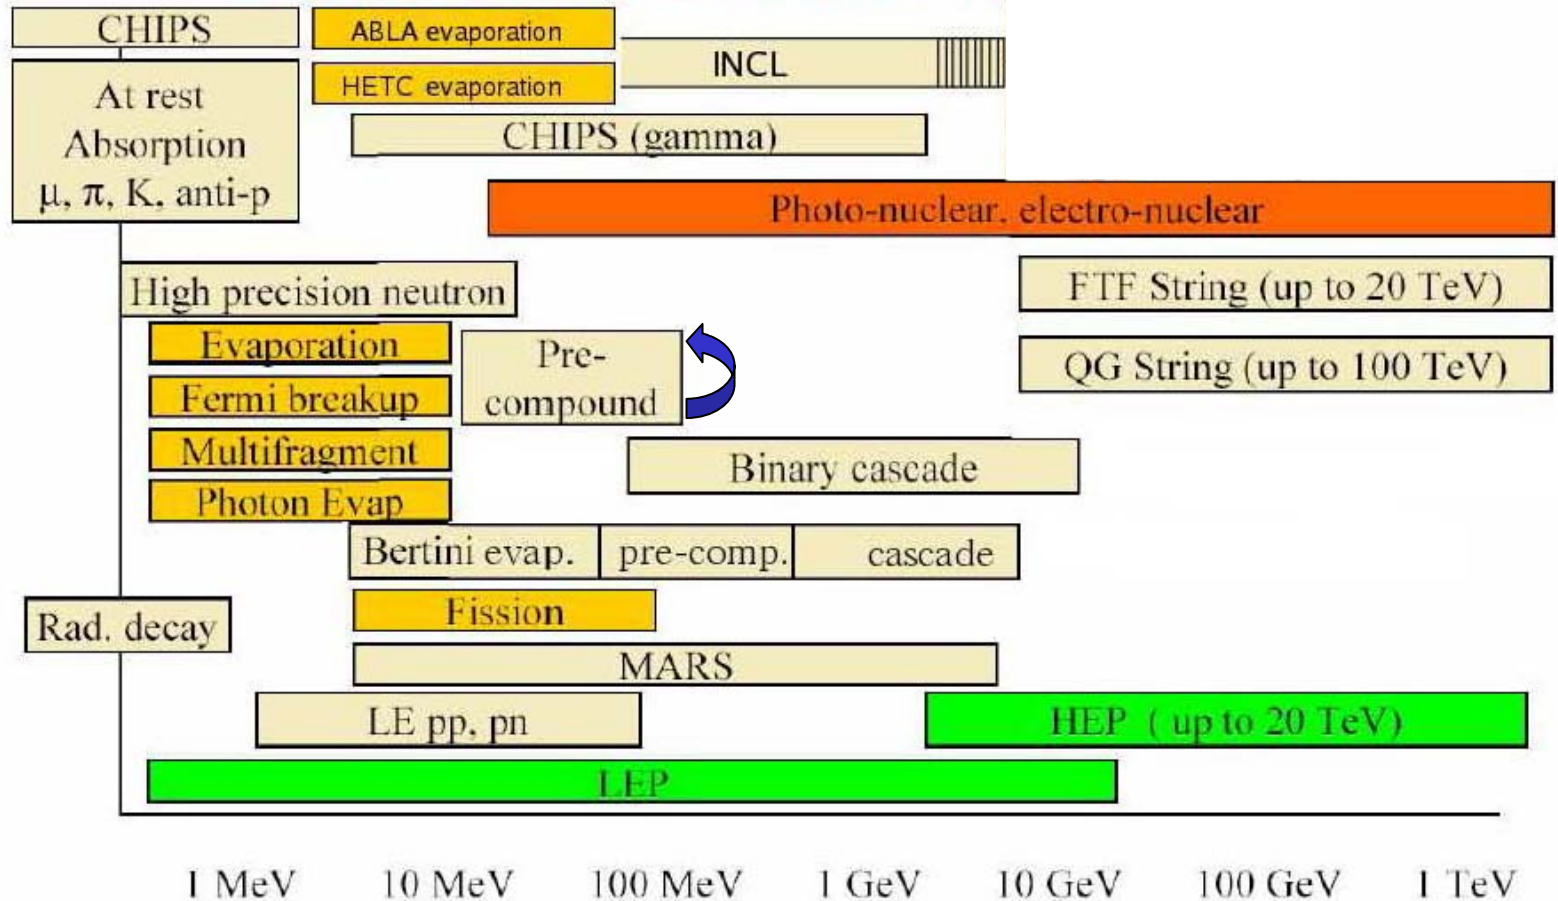 CHIPS
ABLA evaporation
INCL
At rest
Absorption
μ, π, K, anti-p
HETC evaporation
CHIPS (gamma)
Photo-nuclear. electro-nuclear
High precision neutron
FTF String (up to 20 TeV)
Evaporation
Pre-
compound
QG String (up to 100 TeV)
Fermi breakup
Multifragment
Binary cascade
Photon Evap
Bertini evap.
pre-comp.
cascade
Fission
Rad. decay
MARS
LE pp, pn
HEP ( up to 20 TeV)
LEP
1 MeV 10 MeV 100 MeV 1 GeV 10 GeV 100 GeV 1 TeV